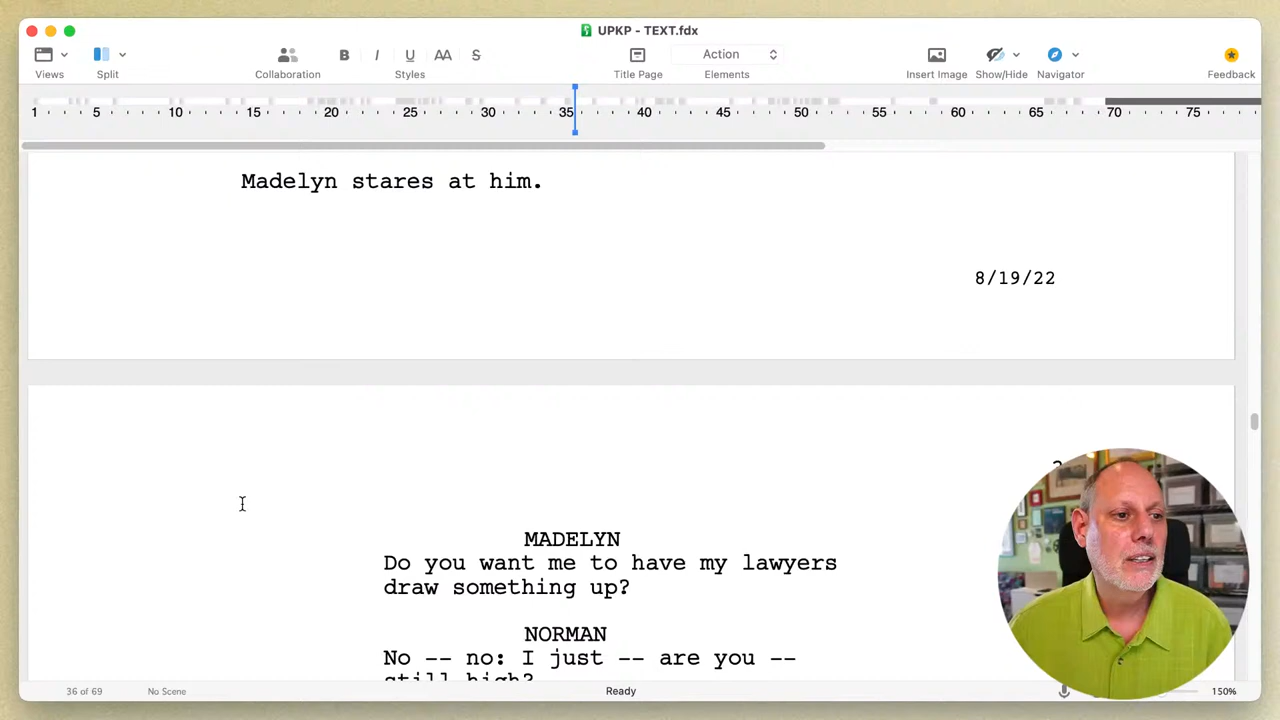 UPKP - TEXT.fdx
Views
Split
Collaboration
B I U AA S
Styles
Title Page
Action
Elements
Insert Image
Show/Hide
Navigator
Feedback
1 5 10 15 20 25 30 35 40 45 50 55 60 65 70 75
Madelyn stares at him.
8/19/22
MADELYN
Do you want me to have my lawyers
draw something up?
NORMAN
No -- no: I just -- are you --
still high?
36 of 69
No Scene
Ready
150%